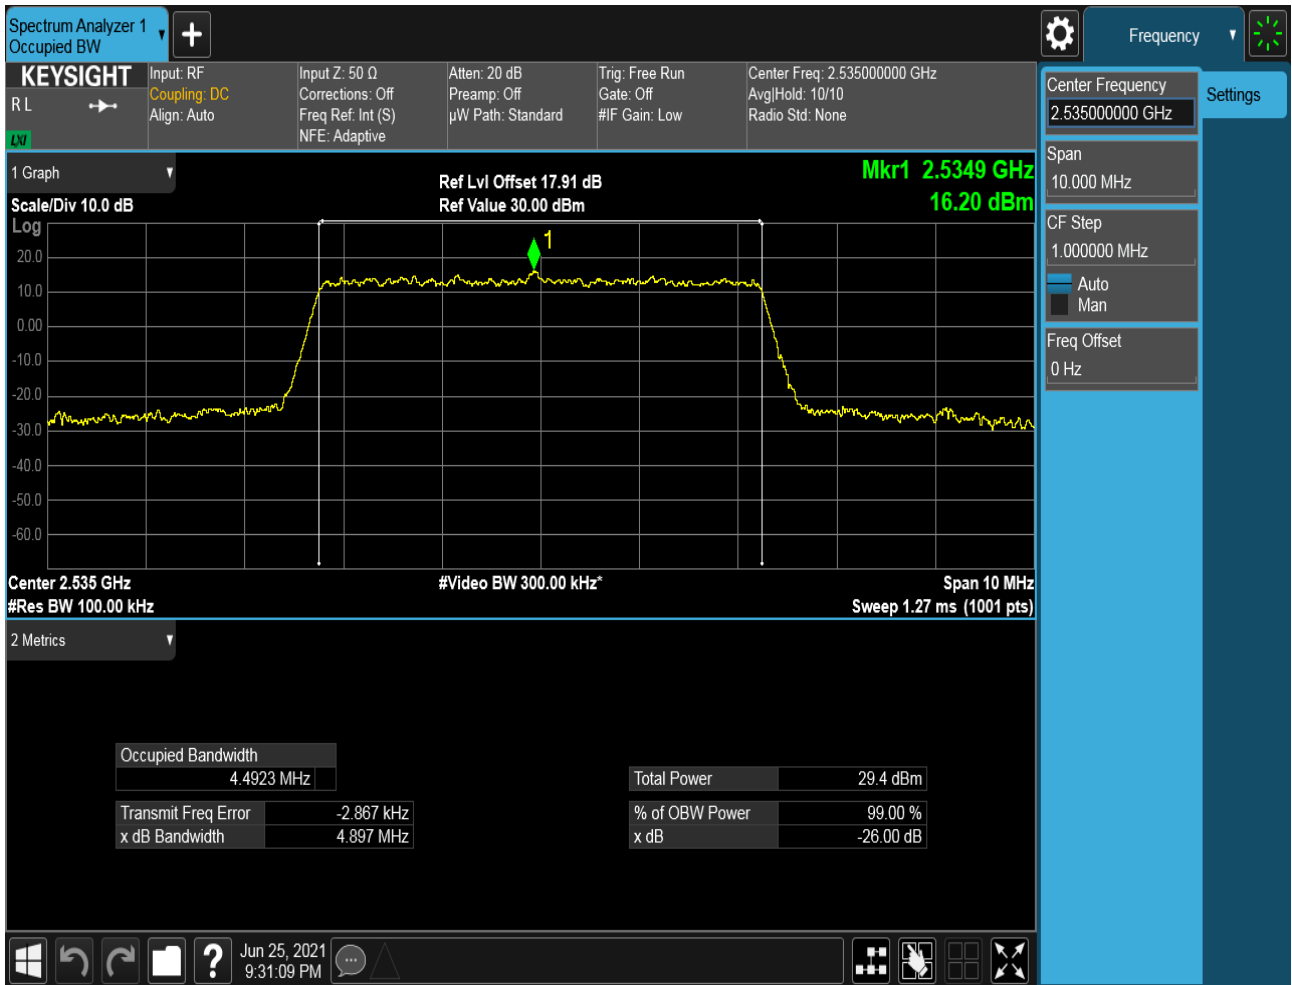 Spectrum Analyzer 1
Occupied BW
Frequency
KEYSIGHT
R L
LXI
Input: RF
Coupling: DC
Align: Auto
Input Z: 50 Ω
Corrections: Off
Freq Ref: Int (S)
NFE: Adaptive
Atten: 20 dB
Preamp: Off
µW Path: Standard
Trig: Free Run
Gate: Off
#IF Gain: Low
Center Freq: 2.535000000 GHz
Avg|Hold: 10/10
Radio Std: None
Center Frequency
2.535000000 GHz
Settings
Span
10.000 MHz
CF Step
1.000000 MHz
Auto
Man
Freq Offset
0 Hz
1 Graph
Scale/Div 10.0 dB
Ref Lvl Offset 17.91 dB
Ref Value 30.00 dBm
Mkr1 2.5349 GHz
16.20 dBm
Log
1
20.0
10.0
0.00
-10.0
-20.0
-30.0
-40.0
-50.0
-60.0
Center 2.535 GHz
#Video BW 300.00 kHz*
Span 10 MHz
#Res BW 100.00 kHz
Sweep 1.27 ms (1001 pts)
2 Metrics
Occupied Bandwidth
4.4923 MHz
Total Power 29.4 dBm
Transmit Freq Error -2.867 kHz
% of OBW Power 99.00 %
x dB Bandwidth 4.897 MHz
x dB -26.00 dB
?
Jun 25, 2021
9:31:09 PM